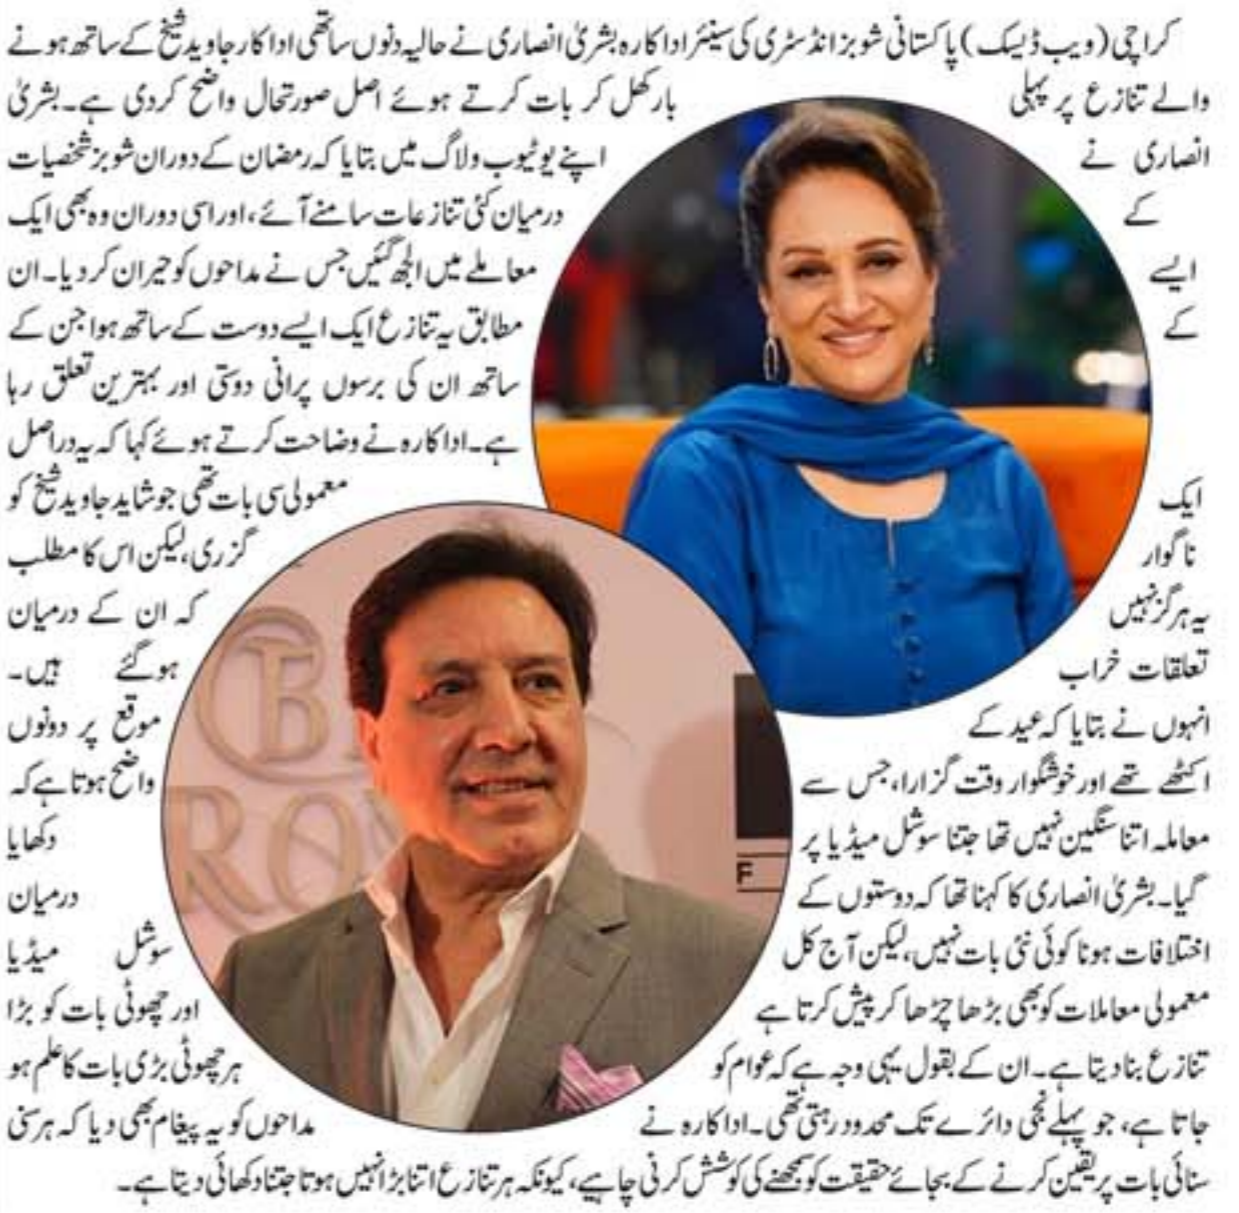 کراچی (ویب ڈیسک) پاکستانی شوبز انڈسٹری کی سینئر اداکارہ بشریٰ انصاری نے حالیہ دنوں ساتھی اداکار جاوید شیخ کے ساتھ ہونے
والے تنازع پر پہلی بار کھل کر بات کرتے ہوئے اصل صورتحال واضح کردی ہے۔ بشریٰ
انصاری نے اپنے یوٹیوب ولاگ میں بتایا کہ رمضان کے دوران شوبز شخصیات
کے درمیان کئی تنازعات سامنے آئے، اور اسی دوران وہ بھی ایک
ایسے معاملے میں الجھ گئیں جس نے مداحوں کو حیران کر دیا۔ ان
کے مطابق یہ تنازع ایک ایسے دوست کے ساتھ ہوا جن کے
ساتھ ان کی برسوں پرانی دوستی اور بہترین تعلق رہا
ہے۔ اداکارہ نے وضاحت کرتے ہوئے کہا کہ یہ دراصل
ایک معمولی سی بات تھی جو شاید جاوید شیخ کو
ناگوار گزری، لیکن اس کا مطلب
یہ ہرگز نہیں کہ ان کے درمیان
تعلقات خراب ہوگئے ہیں۔
انہوں نے بتایا کہ عید کے موقع پر دونوں
اکٹھے تھے اور خوشگوار وقت گزارا، جس سے واضح ہوتا ہے کہ
معاملہ اتنا سنگین نہیں تھا جتنا سوشل میڈیا پر دکھایا
گیا۔ بشریٰ انصاری کا کہنا تھا کہ دوستوں کے درمیان
اختلافات ہونا کوئی نئی بات نہیں، لیکن آج کل سوشل میڈیا
معمولی معاملات کو بھی بڑھا چڑھا کر پیش کرتا ہے اور چھوٹی بات کو بڑا
تنازع بنا دیتا ہے۔ ان کے بقول یہی وجہ ہے کہ عوام کو ہر چھوٹی بڑی بات کا علم ہو
جاتا ہے، جو پہلے نجی دائرے تک محدود رہتی تھی۔ اداکارہ نے مداحوں کو یہ پیغام بھی دیا کہ ہر سنی
سنائی بات پر یقین کرنے کے بجائے حقیقت کو سمجھنے کی کوشش کرنی چاہیے، کیونکہ ہر تنازع اتنا بڑا نہیں ہوتا جتنا دکھائی دیتا ہے۔